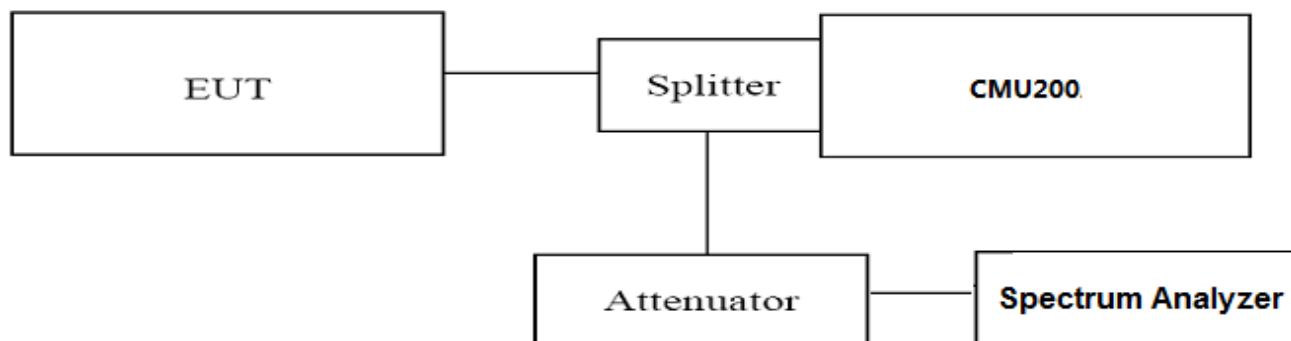 EUT
Splitter
CMU200.
Attenuator
Spectrum Analyzer